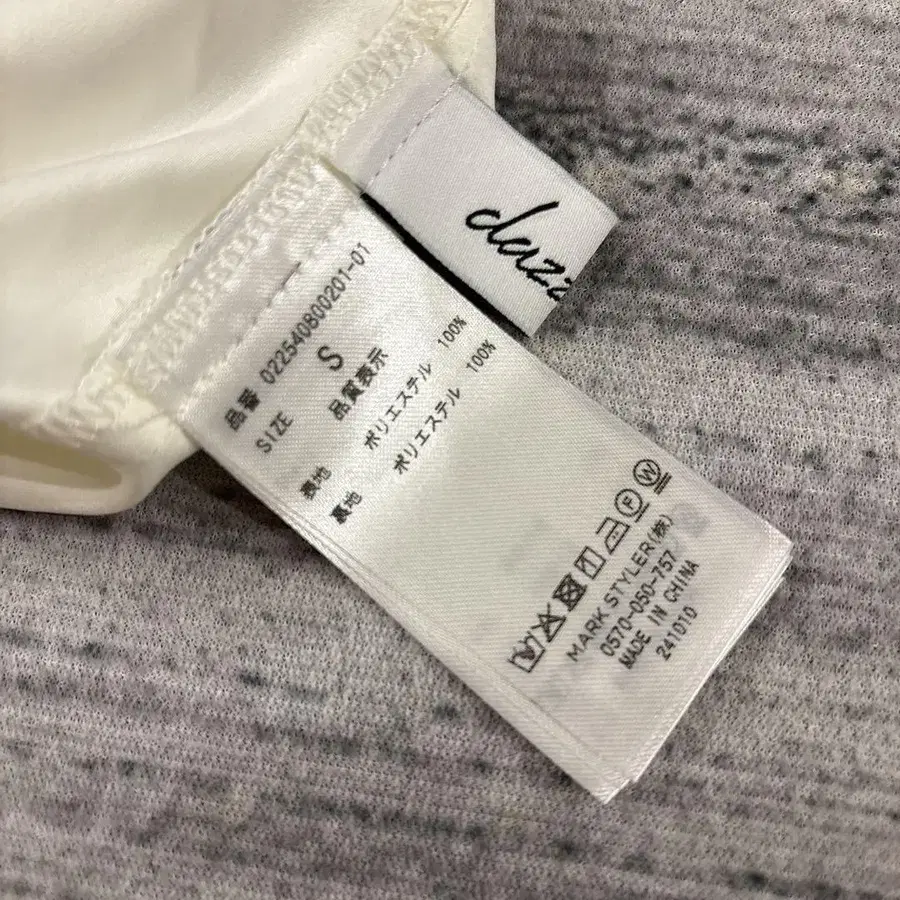 dazz
品番 022540800201-01
SIZE S
品質表示
表地 ポリエステル 100%
裏地 ポリエステル 100%
MARK STYLER(株)
0570-050-757
MADE IN CHINA
241010